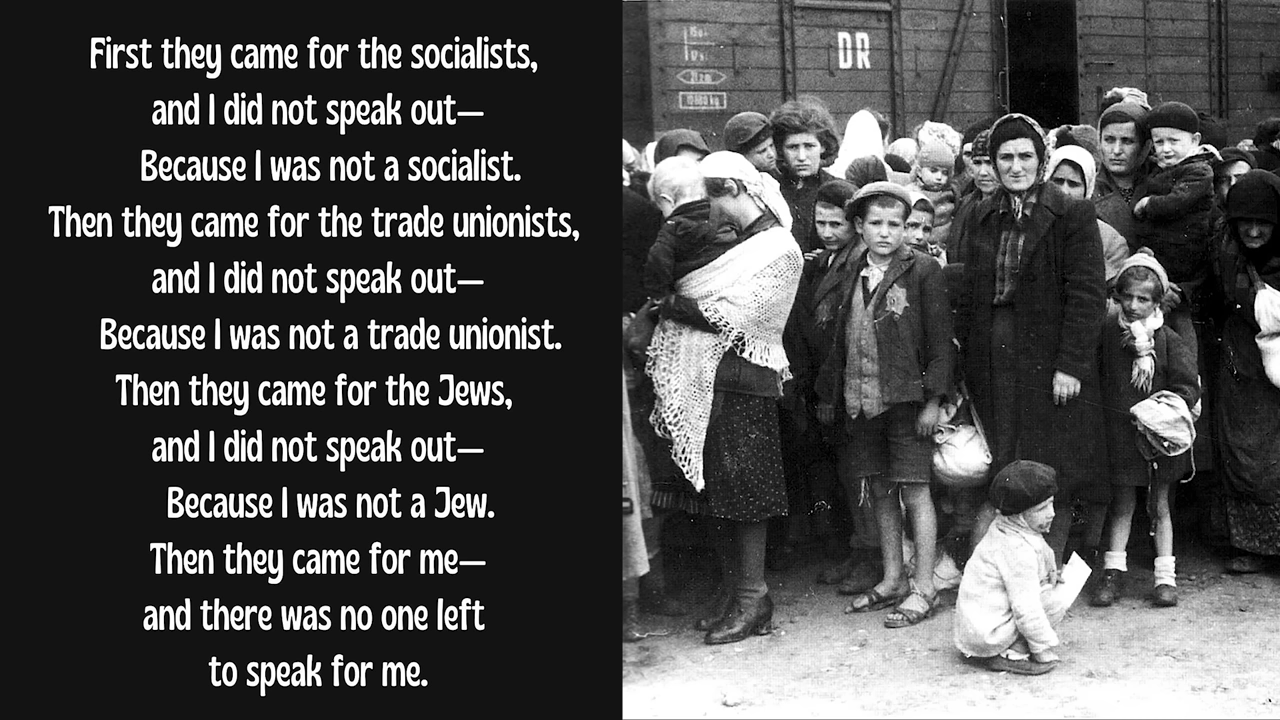 First they came for the socialists,
and I did not speak out—
Because I was not a socialist.
Then they came for the trade unionists,
and I did not speak out—
Because I was not a trade unionist.
Then they came for the Jews,
and I did not speak out—
Because I was not a Jew.
Then they came for me—
and there was no one left
to speak for me.
DR